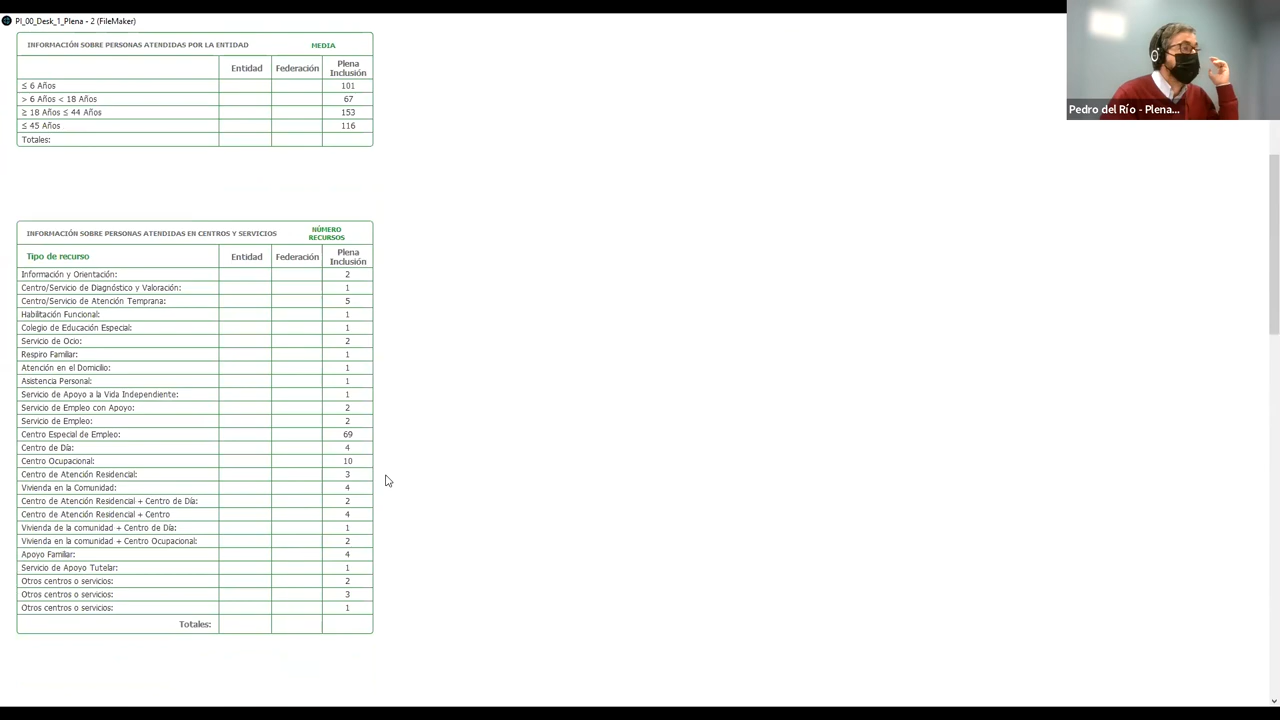 PI_00_Desk_1_Plena - 2 (FileMaker)
Pedro del Río - Plena...
INFORMACIÓN SOBRE PERSONAS ATENDIDAS POR LA ENTIDAD MEDIA
Entidad Federación Plena Inclusión
≤ 6 Años 101
> 6 Años < 18 Años 67
≥ 18 Años ≤ 44 Años 153
≤ 45 Años 116
Totales:
INFORMACIÓN SOBRE PERSONAS ATENDIDAS EN CENTROS Y SERVICIOS NÚMERO RECURSOS
Tipo de recurso Entidad Federación Plena Inclusión
Información y Orientación: 2
Centro/Servicio de Diagnóstico y Valoración: 1
Centro/Servicio de Atención Temprana: 5
Habilitación Funcional: 1
Colegio de Educación Especial: 1
Servicio de Ocio: 2
Respiro Familiar: 1
Atención en el Domicilio: 1
Asistencia Personal: 1
Servicio de Apoyo a la Vida Independiente: 1
Servicio de Empleo con Apoyo: 2
Servicio de Empleo: 2
Centro Especial de Empleo: 69
Centro de Día: 4
Centro Ocupacional: 10
Centro de Atención Residencial: 3
Vivienda en la Comunidad: 4
Centro de Atención Residencial + Centro de Día: 2
Centro de Atención Residencial + Centro 4
Vivienda de la comunidad + Centro de Día: 1
Vivienda en la comunidad + Centro Ocupacional: 2
Apoyo Familiar: 4
Servicio de Apoyo Tutelar: 1
Otros centros o servicios: 2
Otros centros o servicios: 3
Otros centros o servicios: 1
Totales: